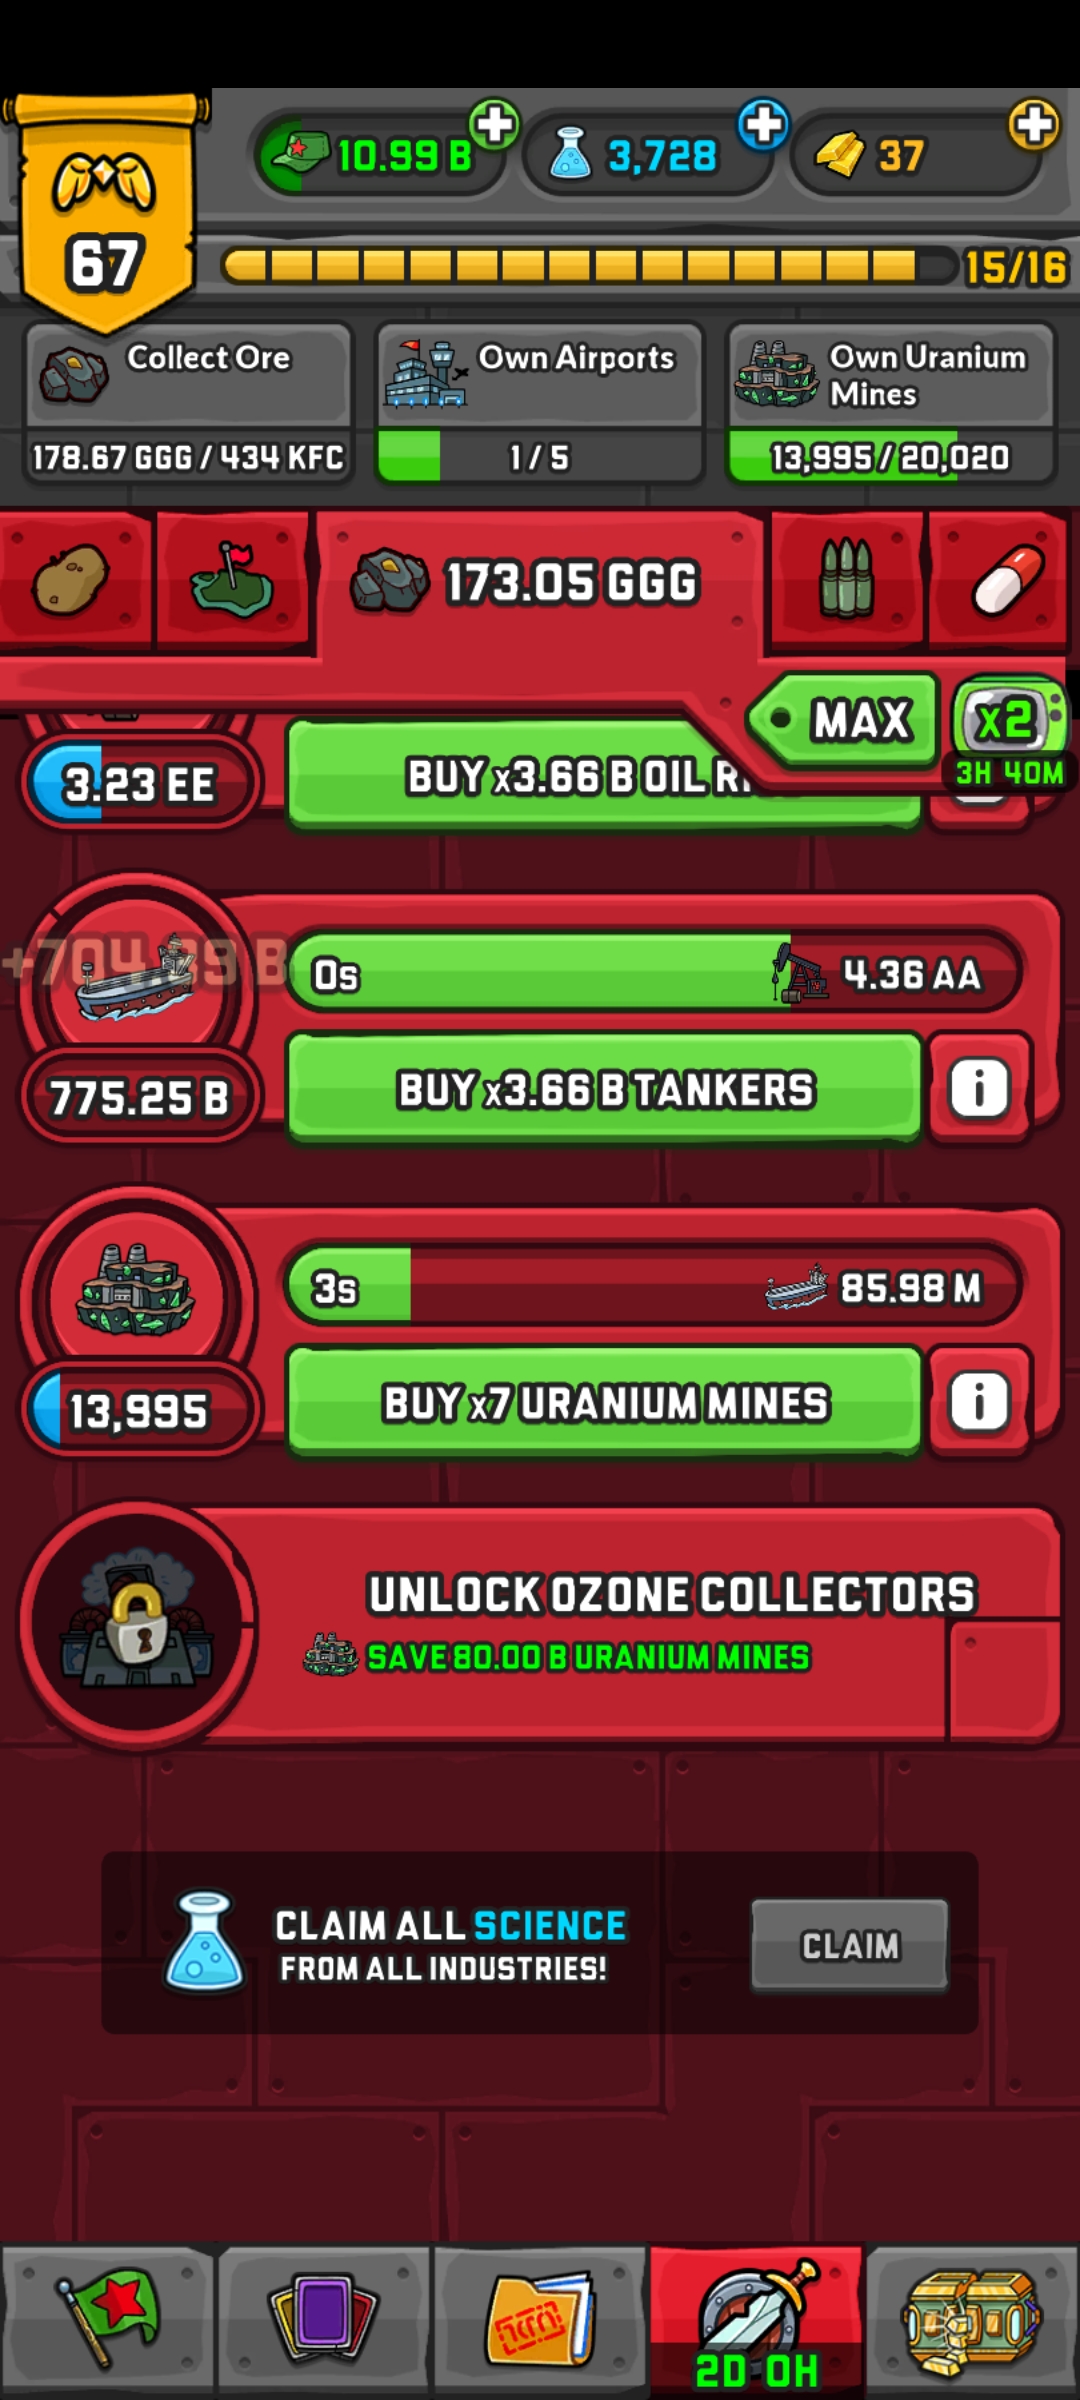 10.99 B
3,728
37
67
15/16
Collect Ore
178.67 GGG / 434 KFC
Own Airports
1 / 5
Own Uranium
Mines
13,995 / 20,020
173.05 GGG
MAX
x2
3H 40M
3.23 EE
BUY x3.66 B OIL
+704.89 B
0s
4.36 AA
775.25 B
BUY x3.66 B TANKERS
i
3s
85.98 M
13,995
BUY x7 URANIUM MINES
i
UNLOCK OZONE COLLECTORS
SAVE 80.00 B URANIUM MINES
CLAIM ALL SCIENCE
FROM ALL INDUSTRIES!
CLAIM
2D 0H